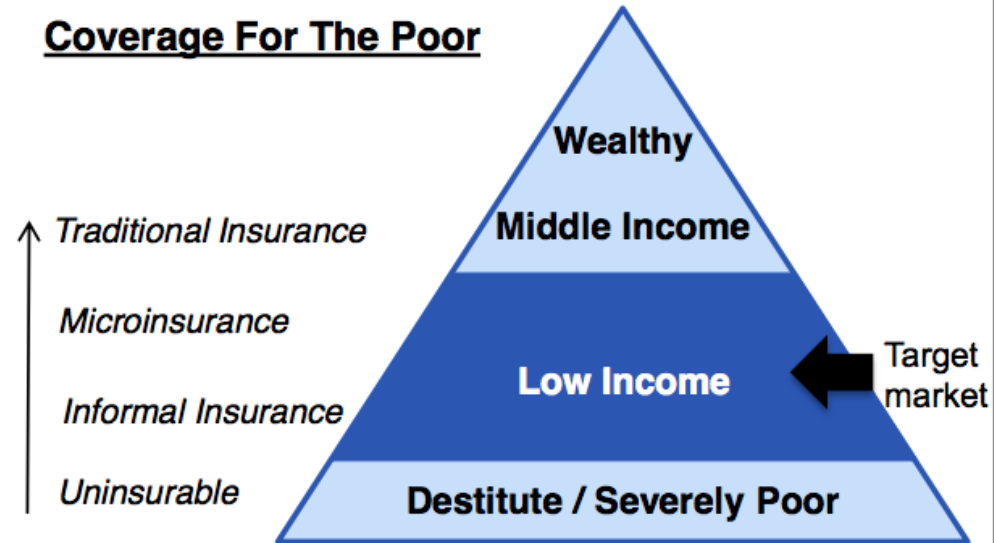 Coverage For The Poor
Wealthy
Middle Income
Traditional Insurance
Microinsurance
Informal Insurance
Uninsurable
Low Income
Target
market
Destitute / Severely Poor